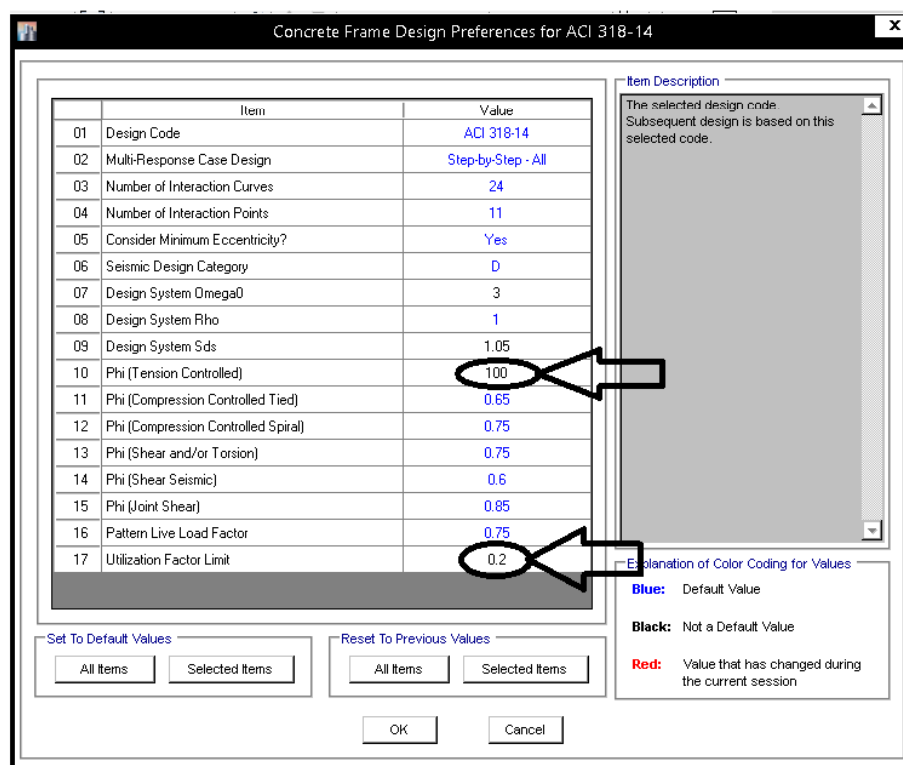 Concrete Frame Design Preferences for ACI 318-14
X
Item Value
01 Design Code ACI 318-14
02 Multi-Response Case Design Step-by-Step - All
03 Number of Interaction Curves 24
04 Number of Interaction Points 11
05 Consider Minimum Eccentricity? Yes
06 Seismic Design Category D
07 Design System Omega0 3
08 Design System Rho 1
09 Design System Sds 1.05
10 Phi (Tension Controlled) 100
11 Phi (Compression Controlled Tied) 0.65
12 Phi (Compression Controlled Spiral) 0.75
13 Phi (Shear and/or Torsion) 0.75
14 Phi (Shear Seismic) 0.6
15 Phi (Joint Shear) 0.85
16 Pattern Live Load Factor 0.75
17 Utilization Factor Limit 0.2
Item Description
The selected design code.
Subsequent design is based on this
selected code.
Explanation of Color Coding for Values
Blue: Default Value
Black: Not a Default Value
Red: Value that has changed during
the current session
Set To Default Values
All Items Selected Items
Reset To Previous Values
All Items Selected Items
OK Cancel